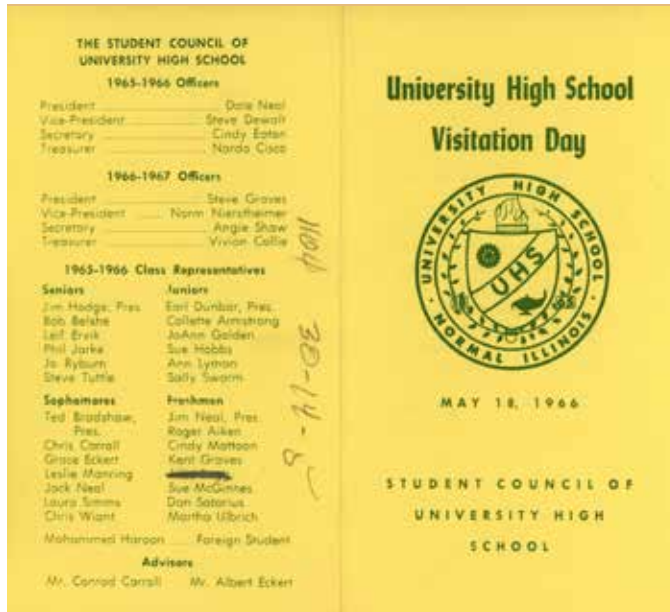 THE STUDENT COUNCIL OF
UNIVERSITY HIGH SCHOOL
1965-1966 Officers
President Dale Neal
Vice-President Steve Dewalt
Secretary Cindy Eaton
Treasurer Narda Cisco
1966-1967 Officers
President Steve Graves
Vice-President Norm Nierstheimer
Secretary Angie Shaw
Treasurer Vivian Collie
1965-1966 Class Representatives
Seniors
Jim Hodge, Pres.
Bob Belshe
Leif Ervik
Phil Jarke
Jo Ryburn
Steve Tuttle
Juniors
Earl Dunbar, Pres.
Collette Armstrong
JoAnn Golden
Sue Hobbs
Ann Lyman
Sally Swarm
Sophomores
Ted Bradshaw,
Pres.
Chris Carroll
Grace Eckert
Leslie Manring
Jack Neal
Laura Simms
Chris Wiant
Freshmen
Jim Neal, Pres.
Roger Aiken
Cindy Mattoon
Kent Graves
Sue McGinnes
Dan Satorius
Martha Ulbrich
Mohammed Haroon Foreign Student
Advisors
Mr. Conrad Carroll Mr. Albert Eckert
University High School
Visitation Day
UNIVERSITY HIGH SCHOOL
UHS
NORMAL ILLINOIS
MAY 18, 1966
STUDENT COUNCIL OF
UNIVERSITY HIGH
SCHOOL